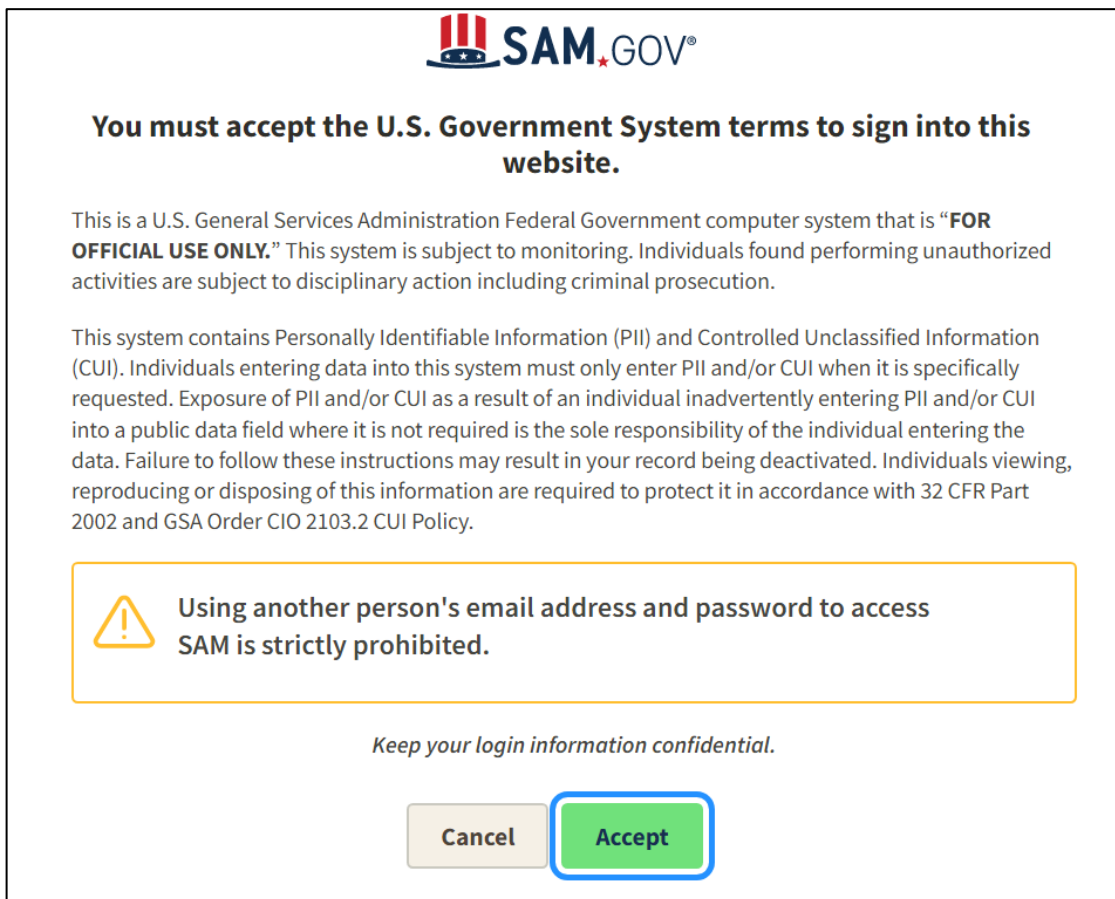 SAM.GOV®
You must accept the U.S. Government System terms to sign into this
website.
This is a U.S. General Services Administration Federal Government computer system that is “FOR
OFFICIAL USE ONLY.” This system is subject to monitoring. Individuals found performing unauthorized
activities are subject to disciplinary action including criminal prosecution.
This system contains Personally Identifiable Information (PII) and Controlled Unclassified Information
(CUI). Individuals entering data into this system must only enter PII and/or CUI when it is specifically
requested. Exposure of PII and/or CUI as a result of an individual inadvertently entering PII and/or CUI
into a public data field where it is not required is the sole responsibility of the individual entering the
data. Failure to follow these instructions may result in your record being deactivated. Individuals viewing,
reproducing or disposing of this information are required to protect it in accordance with 32 CFR Part
2002 and GSA Order CIO 2103.2 CUI Policy.
Using another person's email address and password to access
SAM is strictly prohibited.
Keep your login information confidential.
Cancel Accept